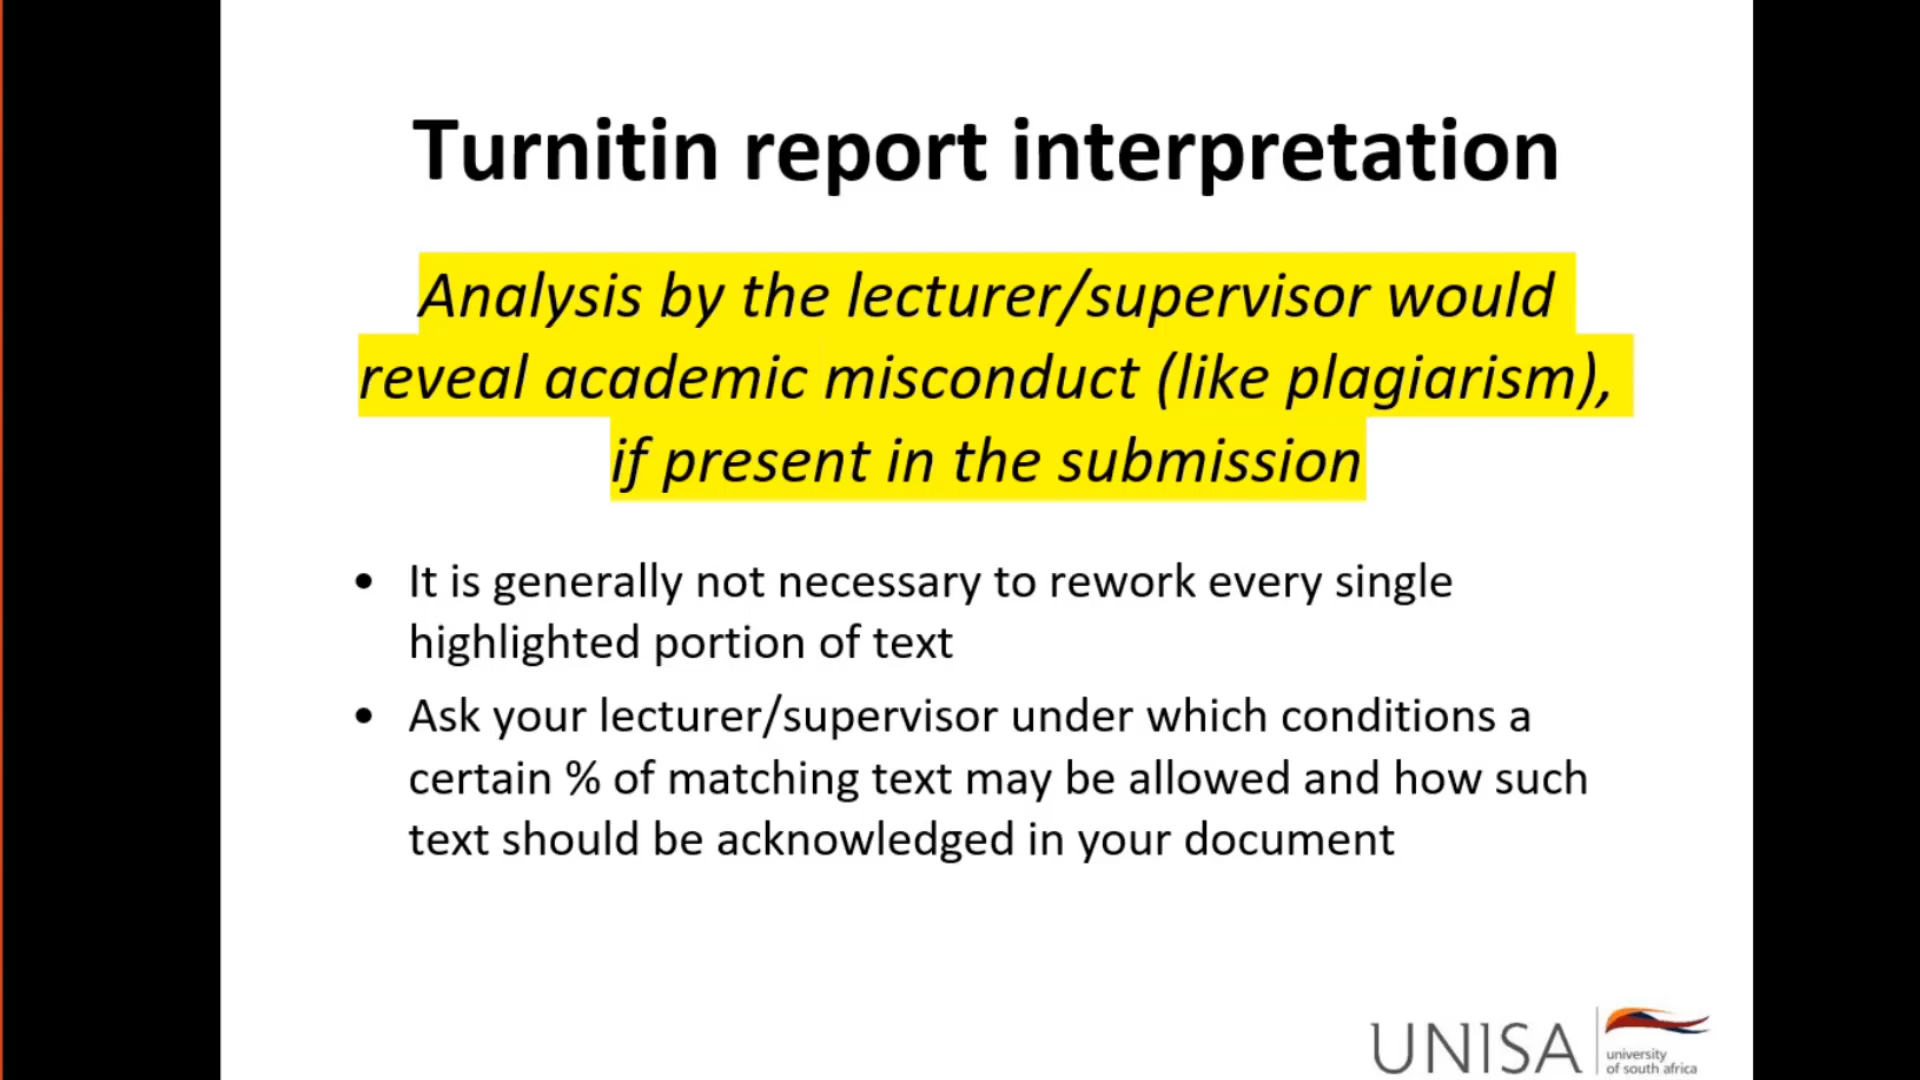 Turnitin report interpretation
Analysis by the lecturer/supervisor would
reveal academic misconduct (like plagiarism),
if present in the submission
• It is generally not necessary to rework every single
highlighted portion of text
• Ask your lecturer/supervisor under which conditions a
certain % of matching text may be allowed and how such
text should be acknowledged in your document
UNISA
university
of south africa